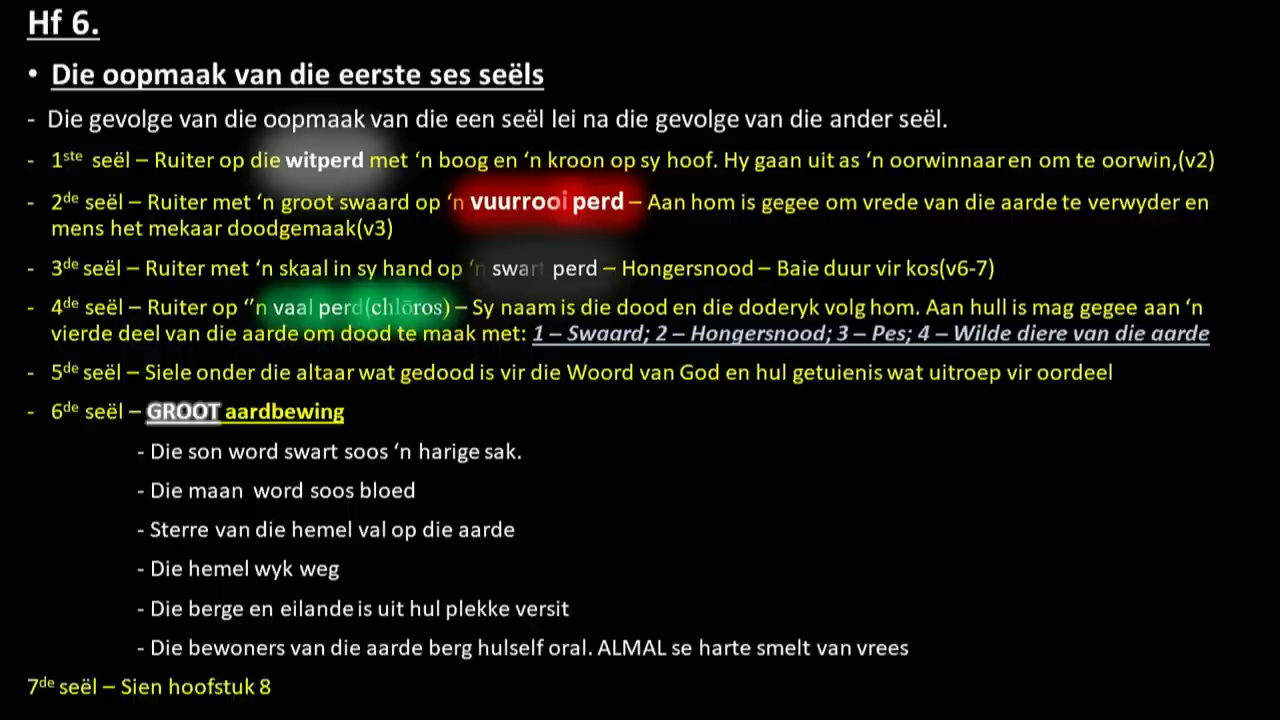 Hf 6.
• Die oopmaak van die eerste ses seëls
- Die gevolge van die oopmaak van die een seël lei na die gevolge van die ander seël.
- 1ste seël – Ruiter op die witperd met ‘n boog en ‘n kroon op sy hoof. Hy gaan uit as ‘n oorwinnaar en om te oorwin,(v2)
- 2de seël – Ruiter met ‘n groot swaard op ‘n vuurrooi perd – Aan hom is gegee om vrede van die aarde te verwyder en
mens het mekaar doodgemaak(v3)
- 3de seël – Ruiter met ‘n skaal in sy hand op ‘n swart perd – Hongersnood – Baie duur vir kos(v6-7)
- 4de seël – Ruiter op ‘’n vaal perd(chlōros) – Sy naam is die dood en die doderyk volg hom. Aan hull is mag gegee aan ‘n
vierde deel van die aarde om dood te maak met: 1 – Swaard; 2 – Hongersnood; 3 – Pes; 4 – Wilde diere van die aarde
- 5de seël – Siele onder die altaar wat gedood is vir die Woord van God en hul getuienis wat uitroep vir oordeel
- 6de seël – GROOT aardbewing
- Die son word swart soos ‘n harige sak.
- Die maan word soos bloed
- Sterre van die hemel val op die aarde
- Die hemel wyk weg
- Die berge en eilande is uit hul plekke versit
- Die bewoners van die aarde berg hulself oral. ALMAL se harte smelt van vrees
7de seël – Sien hoofstuk 8